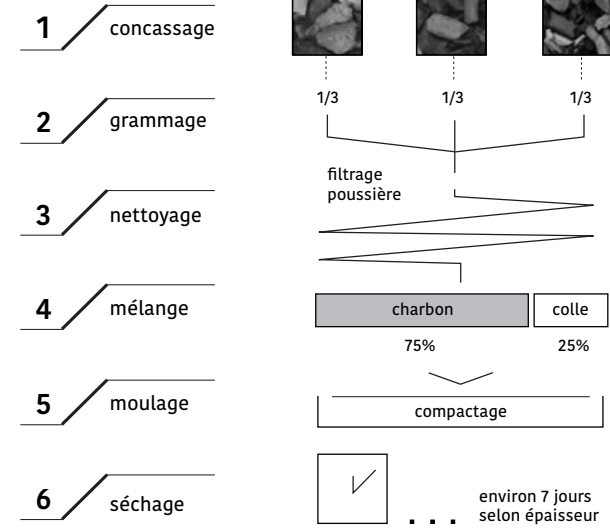 1 concassage
1/3 1/3 1/3
2 grammage
filtrage
poussière
3 nettoyage
4 mélange
charbon colle
75% 25%
5 moulage
compactage
6 séchage
... environ 7 jours
selon épaisseur